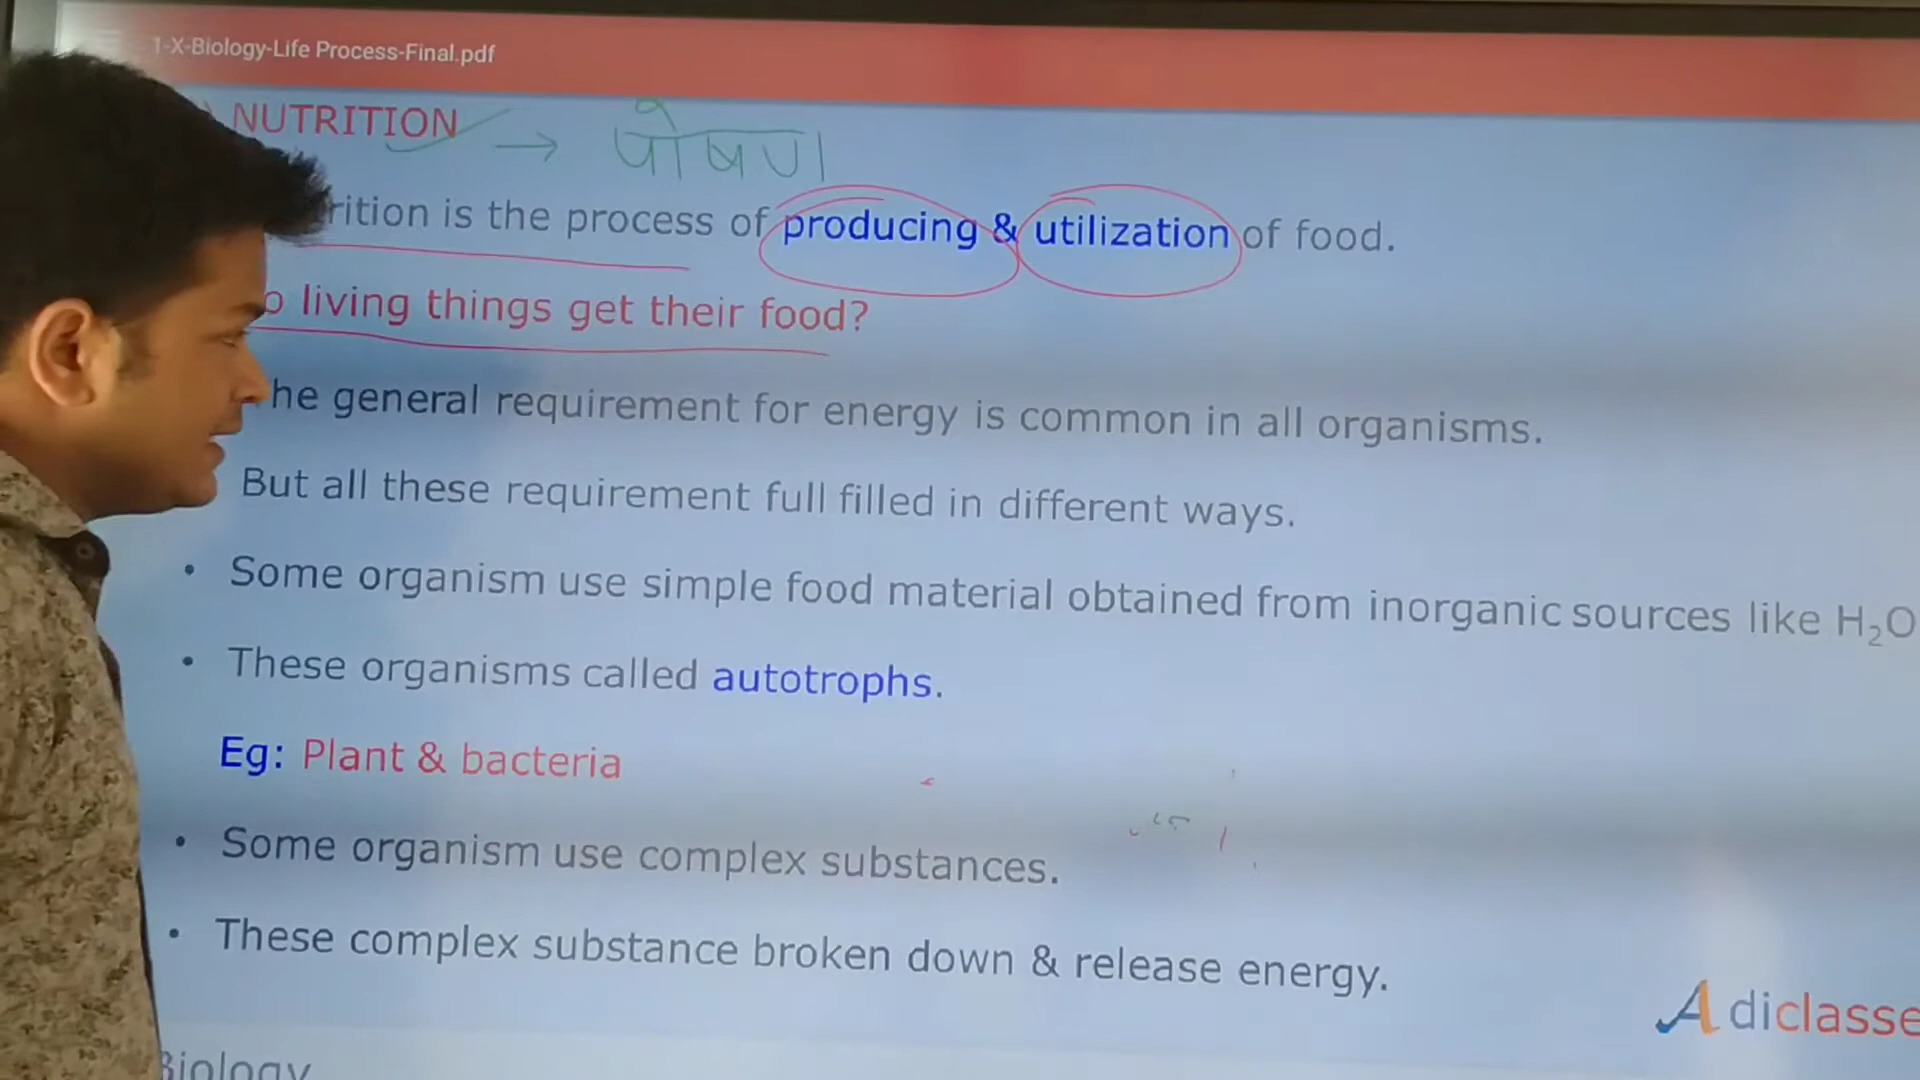 1-X-Biology-Life Process-Final.pdf
NUTRITION → पोषण
rition is the process of producing & utilization of food.
o living things get their food?
he general requirement for energy is common in all organisms.
But all these requirement full filled in different ways.
• Some organism use simple food material obtained from inorganic sources like H₂O
• These organisms called autotrophs.
Eg: Plant & bacteria
• Some organism use complex substances.
• These complex substance broken down & release energy.
Adiclasse
Biology